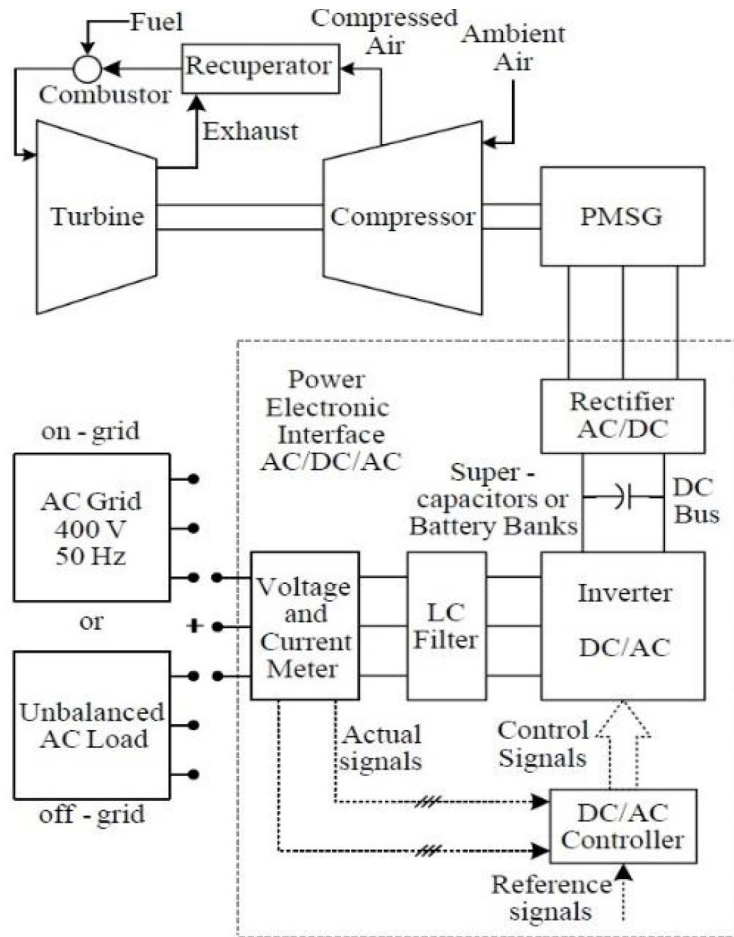 Fuel
Compressed
Air
Ambient
Air
Recuperator
Combustor
Exhaust
Turbine
Compressor
PMSG
Power
Electronic
Interface
AC/DC/AC
Rectifier
AC/DC
on - grid
AC Grid
400 V
50 Hz
or
Super -
capacitors or
Battery Banks
DC
Bus
Voltage
and
Current
Meter
LC
Filter
Inverter
DC/AC
Unbalanced
AC Load
off - grid
Actual
signals
Control
Signals
DC/AC
Controller
Reference
signals